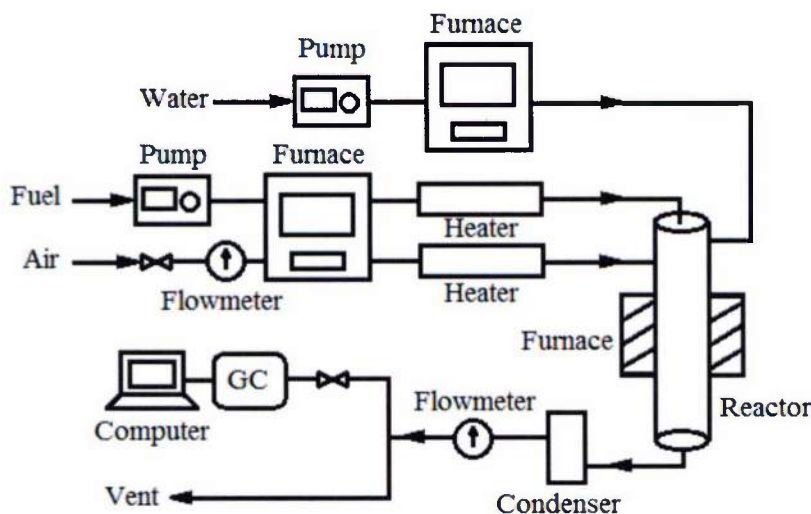 Furnace
Pump
Water
Pump
Furnace
Fuel
Heater
Air
Flowmeter
Heater
Furnace
GC
Flowmeter
Reactor
Computer
Vent
Condenser